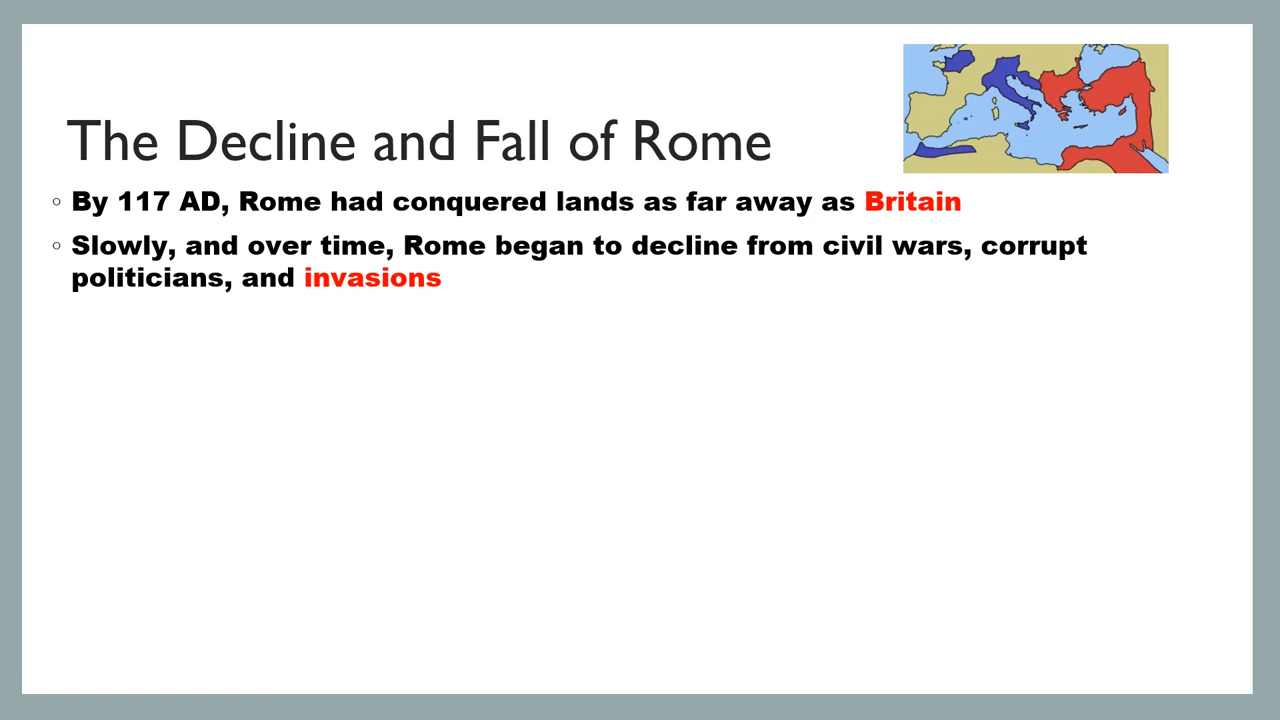 The Decline and Fall of Rome
◦ By 117 AD, Rome had conquered lands as far away as Britain
◦ Slowly, and over time, Rome began to decline from civil wars, corrupt
politicians, and invasions